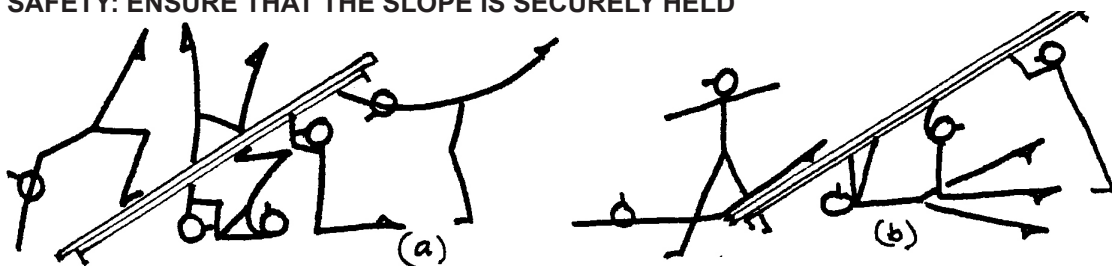 SAFETY: ENSURE THAT THE SLOPE IS SECURELY HELD
(a)
(b)